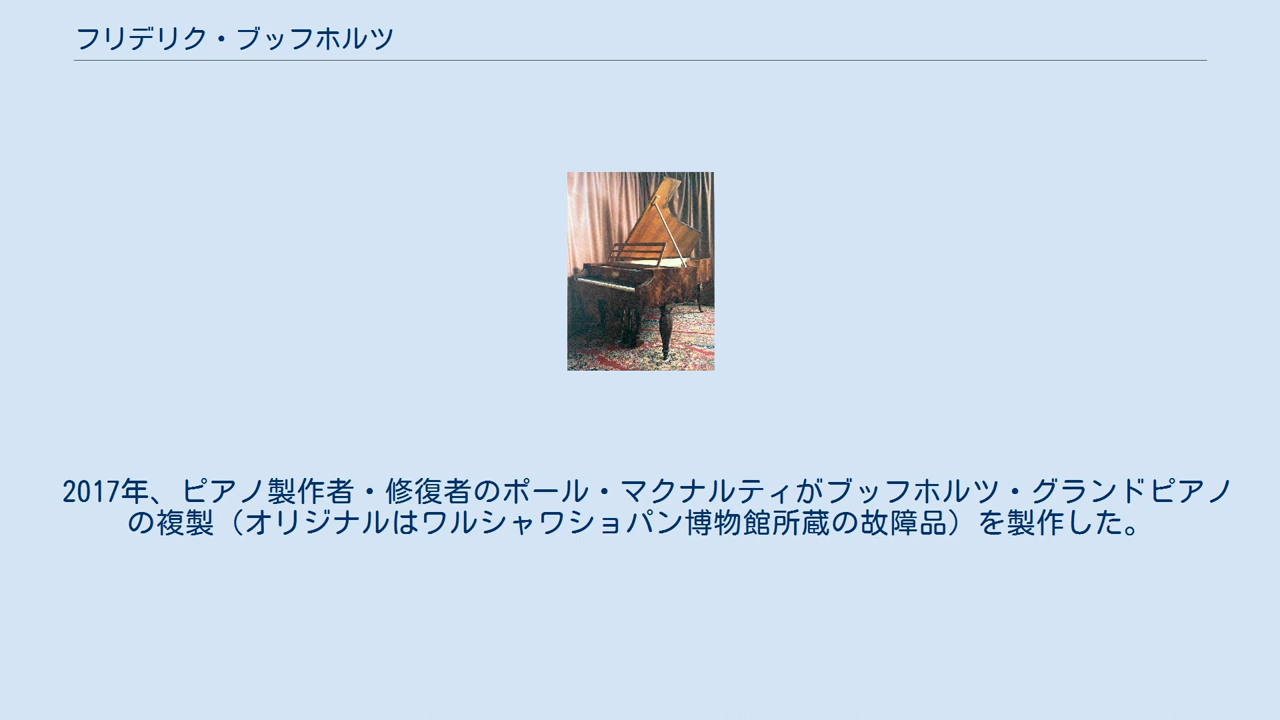 フリデリク・ブッフホルツ
2017年、ピアノ製作者・修復者のポール・マクナルティがブッフホルツ・グランドピアノ
の複製（オリジナルはワルシャワショパン博物館所蔵の故障品）を製作した。